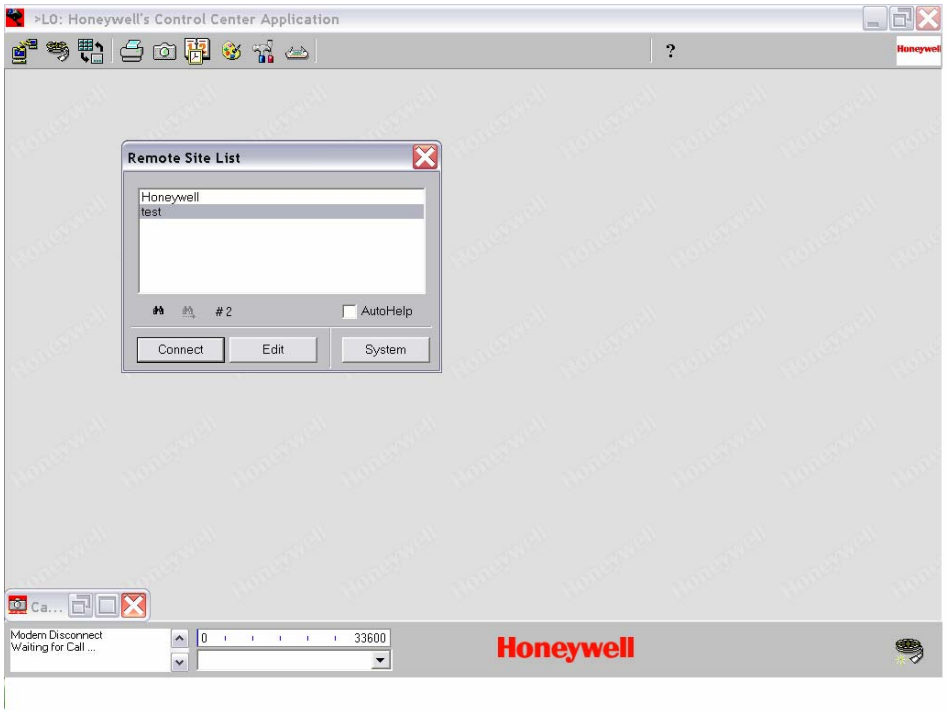 >L0: Honeywell's Control Center Application
?
Honeywell
Remote Site List
Honeywell
test
#2
AutoHelp
Connect
Edit
System
Ca...
Modem Disconnect
Waiting for Call ...
0
33600
Honeywell